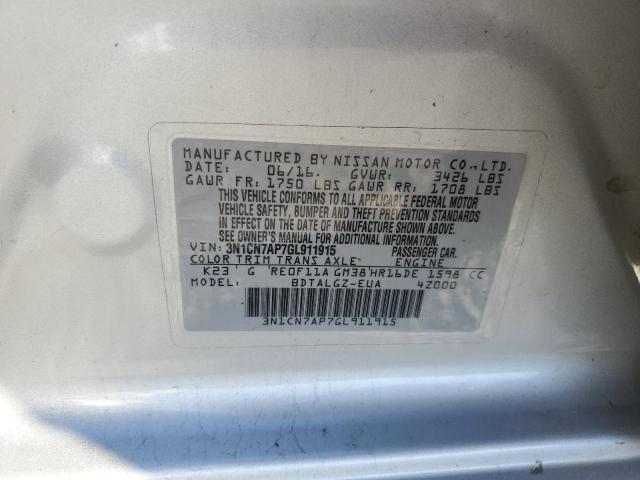 MANUFACTURED BY NISSAN MOTOR CO., LTD.
DATE: 06/16. GVWR: 3426 LBS
GAWR FR: 1750 LBS GAWR RR: 1708 LBS
THIS VEHICLE CONFORMS TO ALL APPLICABLE FEDERAL MOTOR
VEHICLE SAFETY, BUMPER AND THEFT PREVENTION STANDARDS
IN EFFECT ON THE DATE OF MANUFACTURE SHOWN ABOVE.
SEE OWNER'S MANUAL FOR LOADING.
VIN: 3N1CN7AP7GL911915 PASSENGER CAR.
COLOR TRIM TRANS AXLE ENGINE
K23 ' G 'RE0F11A GM38'HR16DE 1598 CC
MODEL: BDTALGZ-EUA 4Z000
3N1CN7AP7GL911915